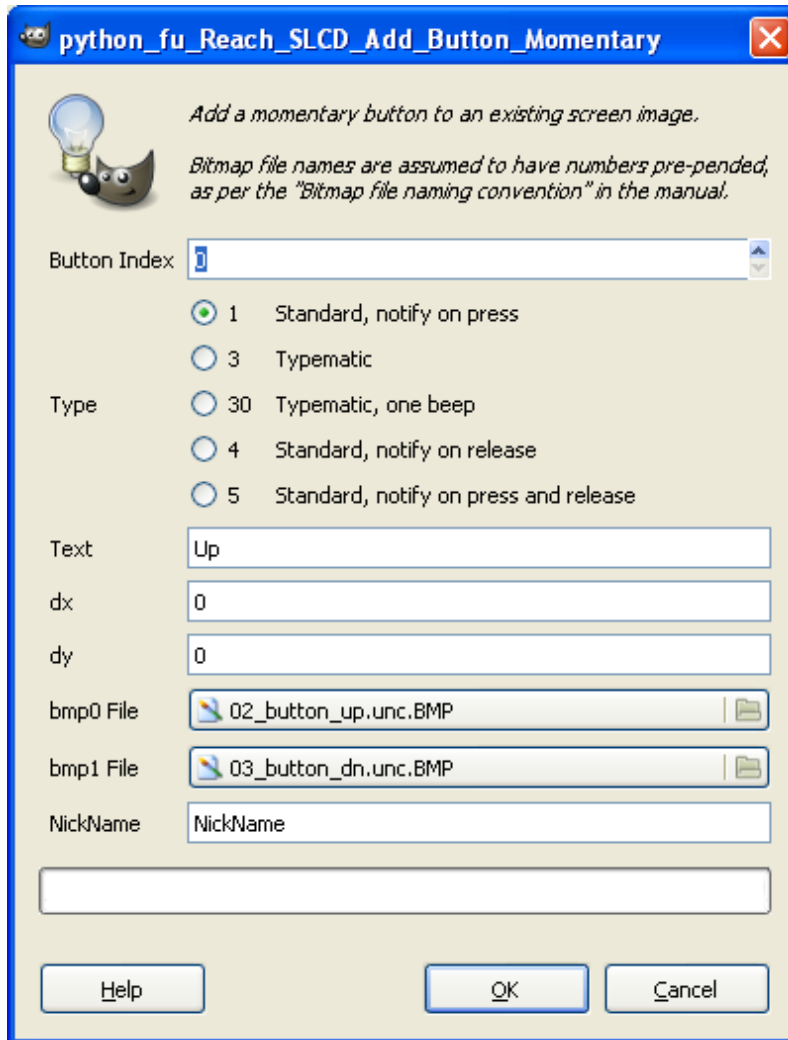 python_fu_Reach_SLCD_Add_Button_Momentary
Add a momentary button to an existing screen image.
Bitmap file names are assumed to have numbers pre-pended,
as per the "Bitmap file naming convention" in the manual.
Button Index 0
1 Standard, notify on press
3 Typematic
Type 30 Typematic, one beep
4 Standard, notify on release
5 Standard, notify on press and release
Text Up
dx 0
dy 0
bmp0 File 02_button_up.unc.BMP
bmp1 File 03_button_dn.unc.BMP
NickName NickName
Help OK Cancel